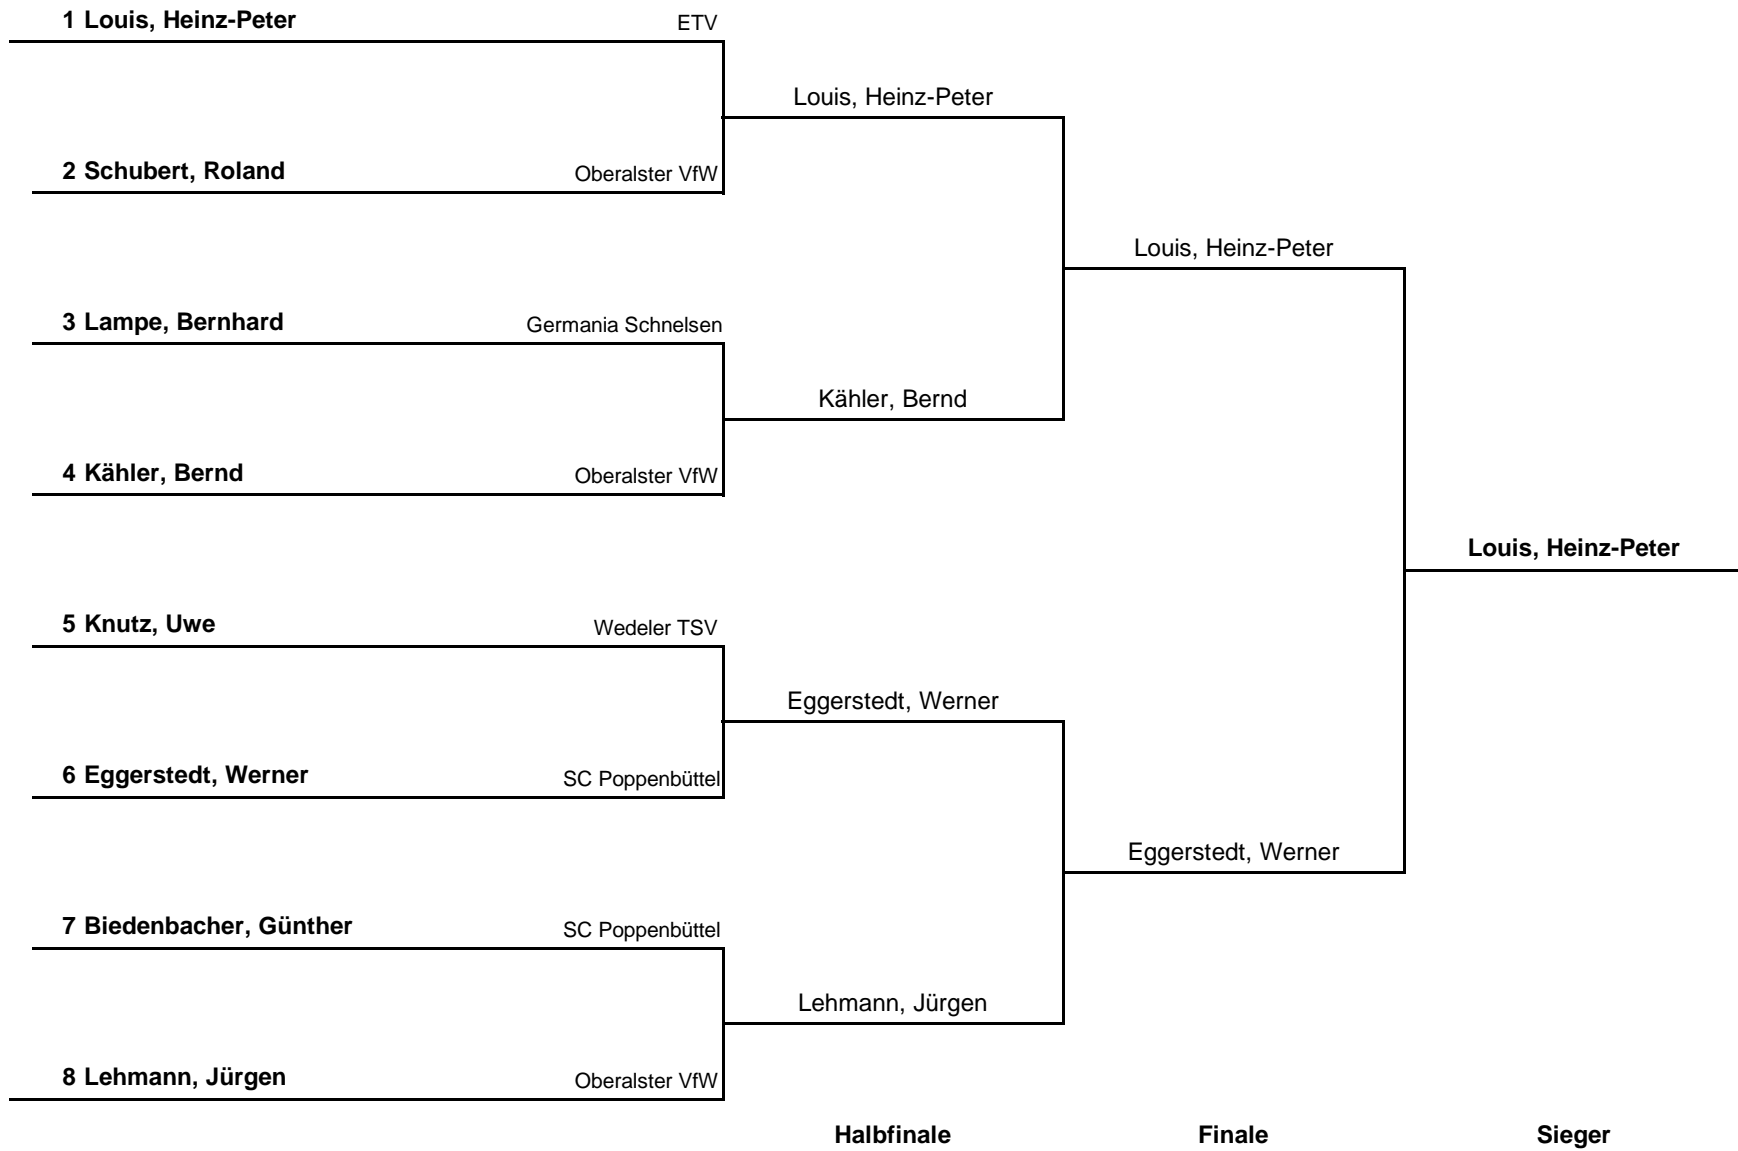 1 Louis, Heinz-Peter ETV
Louis, Heinz-Peter
2 Schubert, Roland Oberalster VfW
Louis, Heinz-Peter
3 Lampe, Bernhard Germania Schnelsen
Kähler, Bernd
4 Kähler, Bernd Oberalster VfW
Louis, Heinz-Peter
5 Knutz, Uwe Wedeler TSV
Eggerstedt, Werner
6 Eggerstedt, Werner SC Poppenbüttel
Eggerstedt, Werner
7 Biedenbacher, Günther SC Poppenbüttel
Lehmann, Jürgen
8 Lehmann, Jürgen Oberalster VfW
Halbfinale Finale Sieger